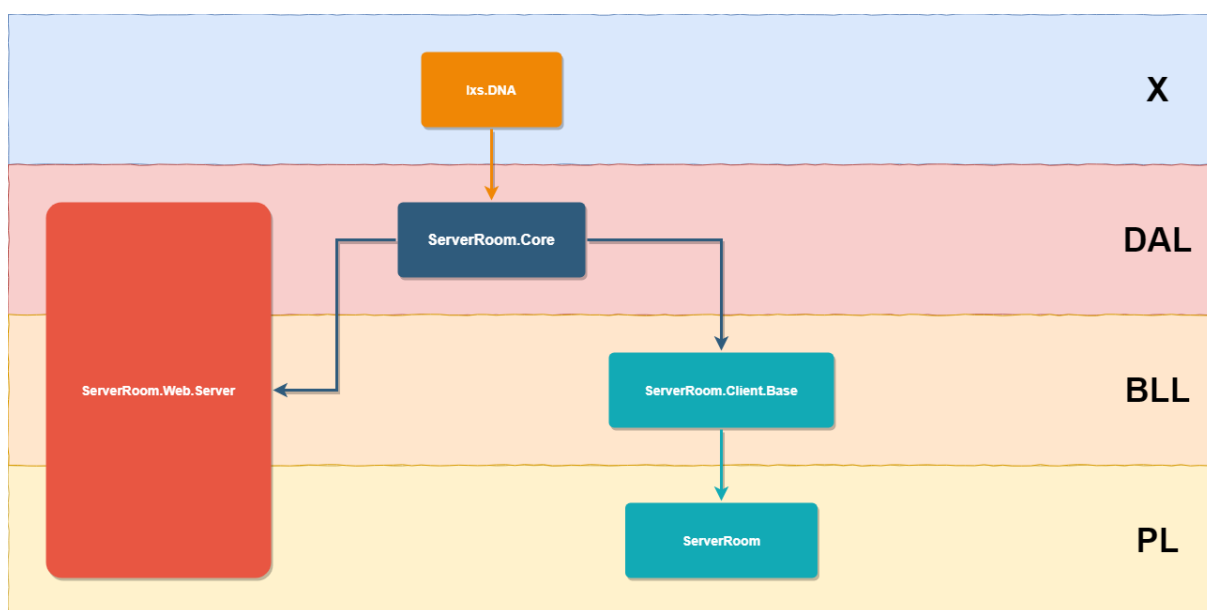 Ixs.DNA
X
ServerRoom.Core
DAL
ServerRoom.Web.Server
ServerRoom.Client.Base
BLL
ServerRoom
PL